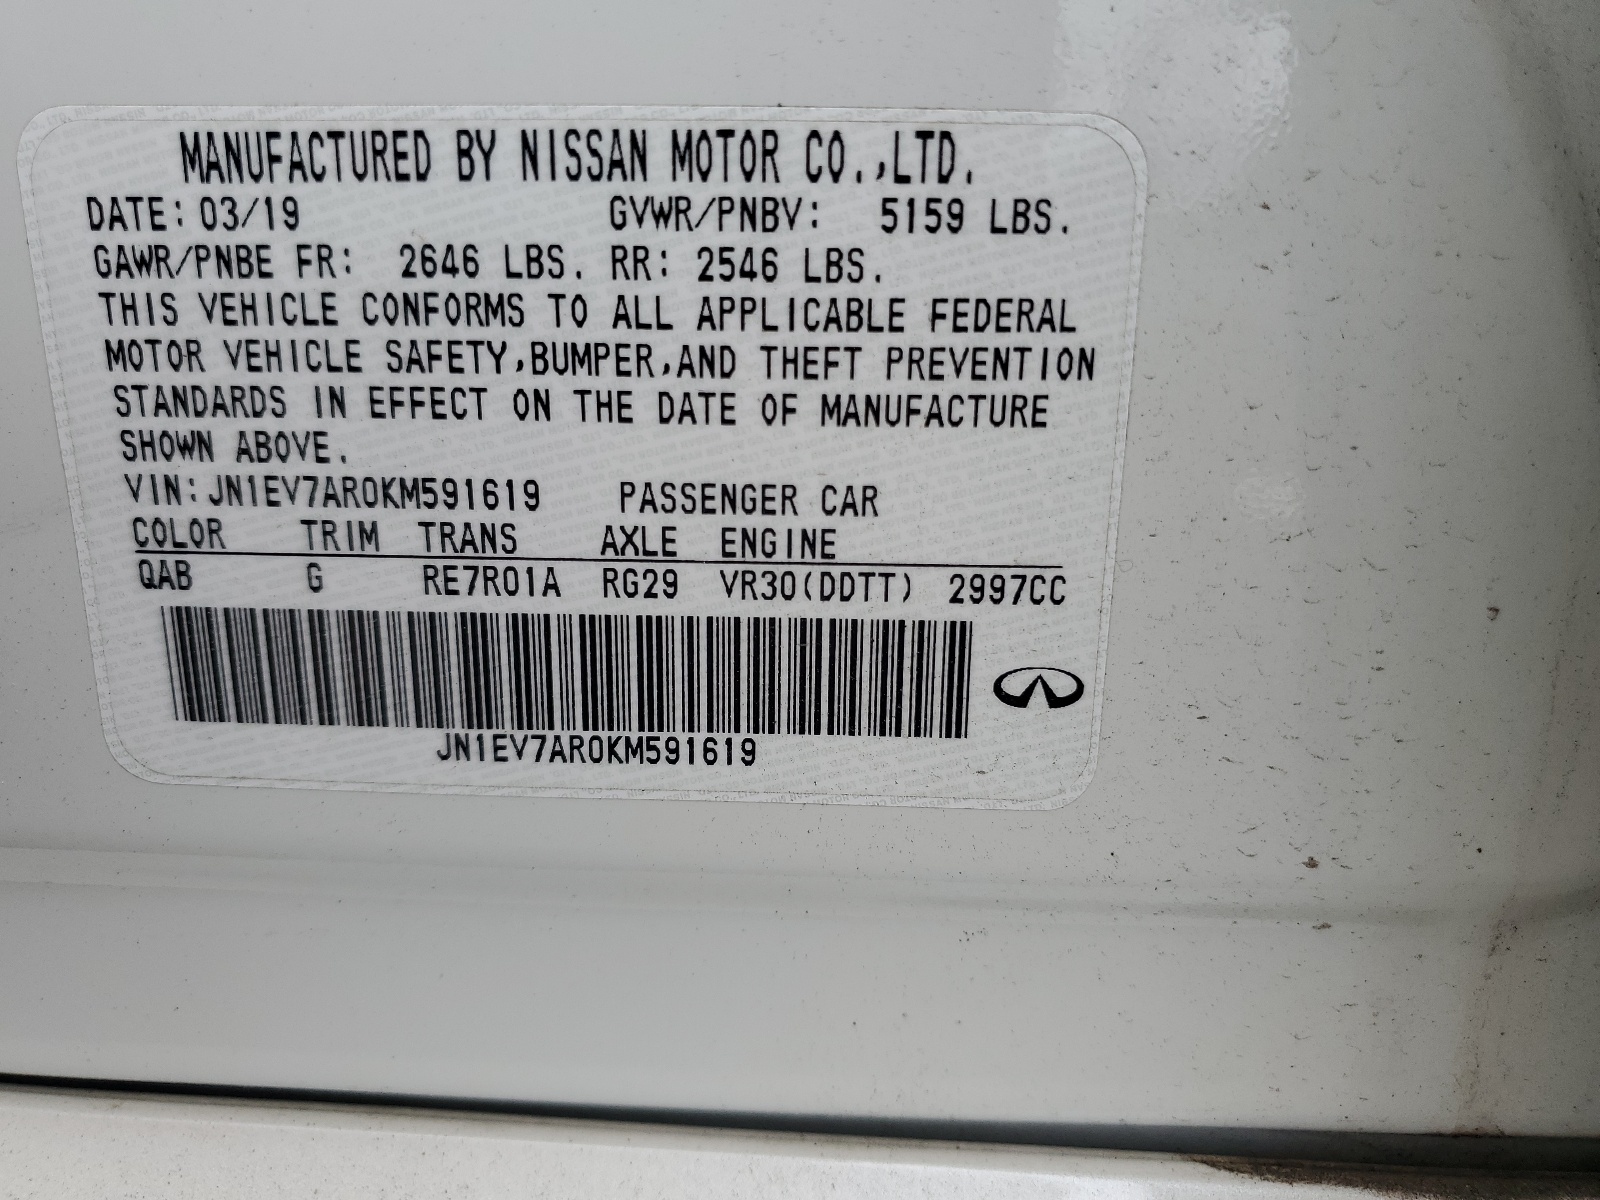 MANUFACTURED BY NISSAN MOTOR CO.,LTD.
DATE: 03/19 GVWR/PNBV: 5159 LBS.
GAWR/PNBE FR: 2646 LBS. RR: 2546 LBS.
THIS VEHICLE CONFORMS TO ALL APPLICABLE FEDERAL
MOTOR VEHICLE SAFETY,BUMPER,AND THEFT PREVENTION
STANDARDS IN EFFECT ON THE DATE OF MANUFACTURE
SHOWN ABOVE.
VIN:JN1EV7AR0KM591619 PASSENGER CAR
COLOR TRIM TRANS AXLE ENGINE
QAB G RE7R01A RG29 VR30(DDTT) 2997CC
JN1EV7AR0KM591619